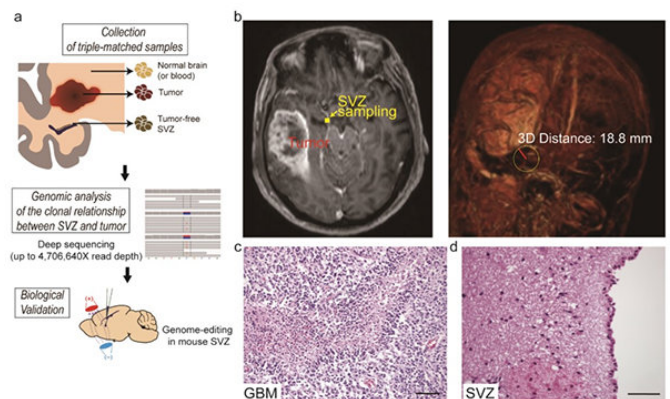 a
Collection
of triple-matched samples
Normal brain
(or blood)
Tumor
Tumor-free
SVZ
Genomic analysis
of the clonal relationship
between SVZ and tumor
Deep sequencing
(up to 4,706,640X read depth)
Biological
Validation
(+)
(-)
Genome-editing
in mouse SVZ
b
SVZ
sampling
Tumor
3D Distance: 18.8 mm
c
GBM
d
SVZ